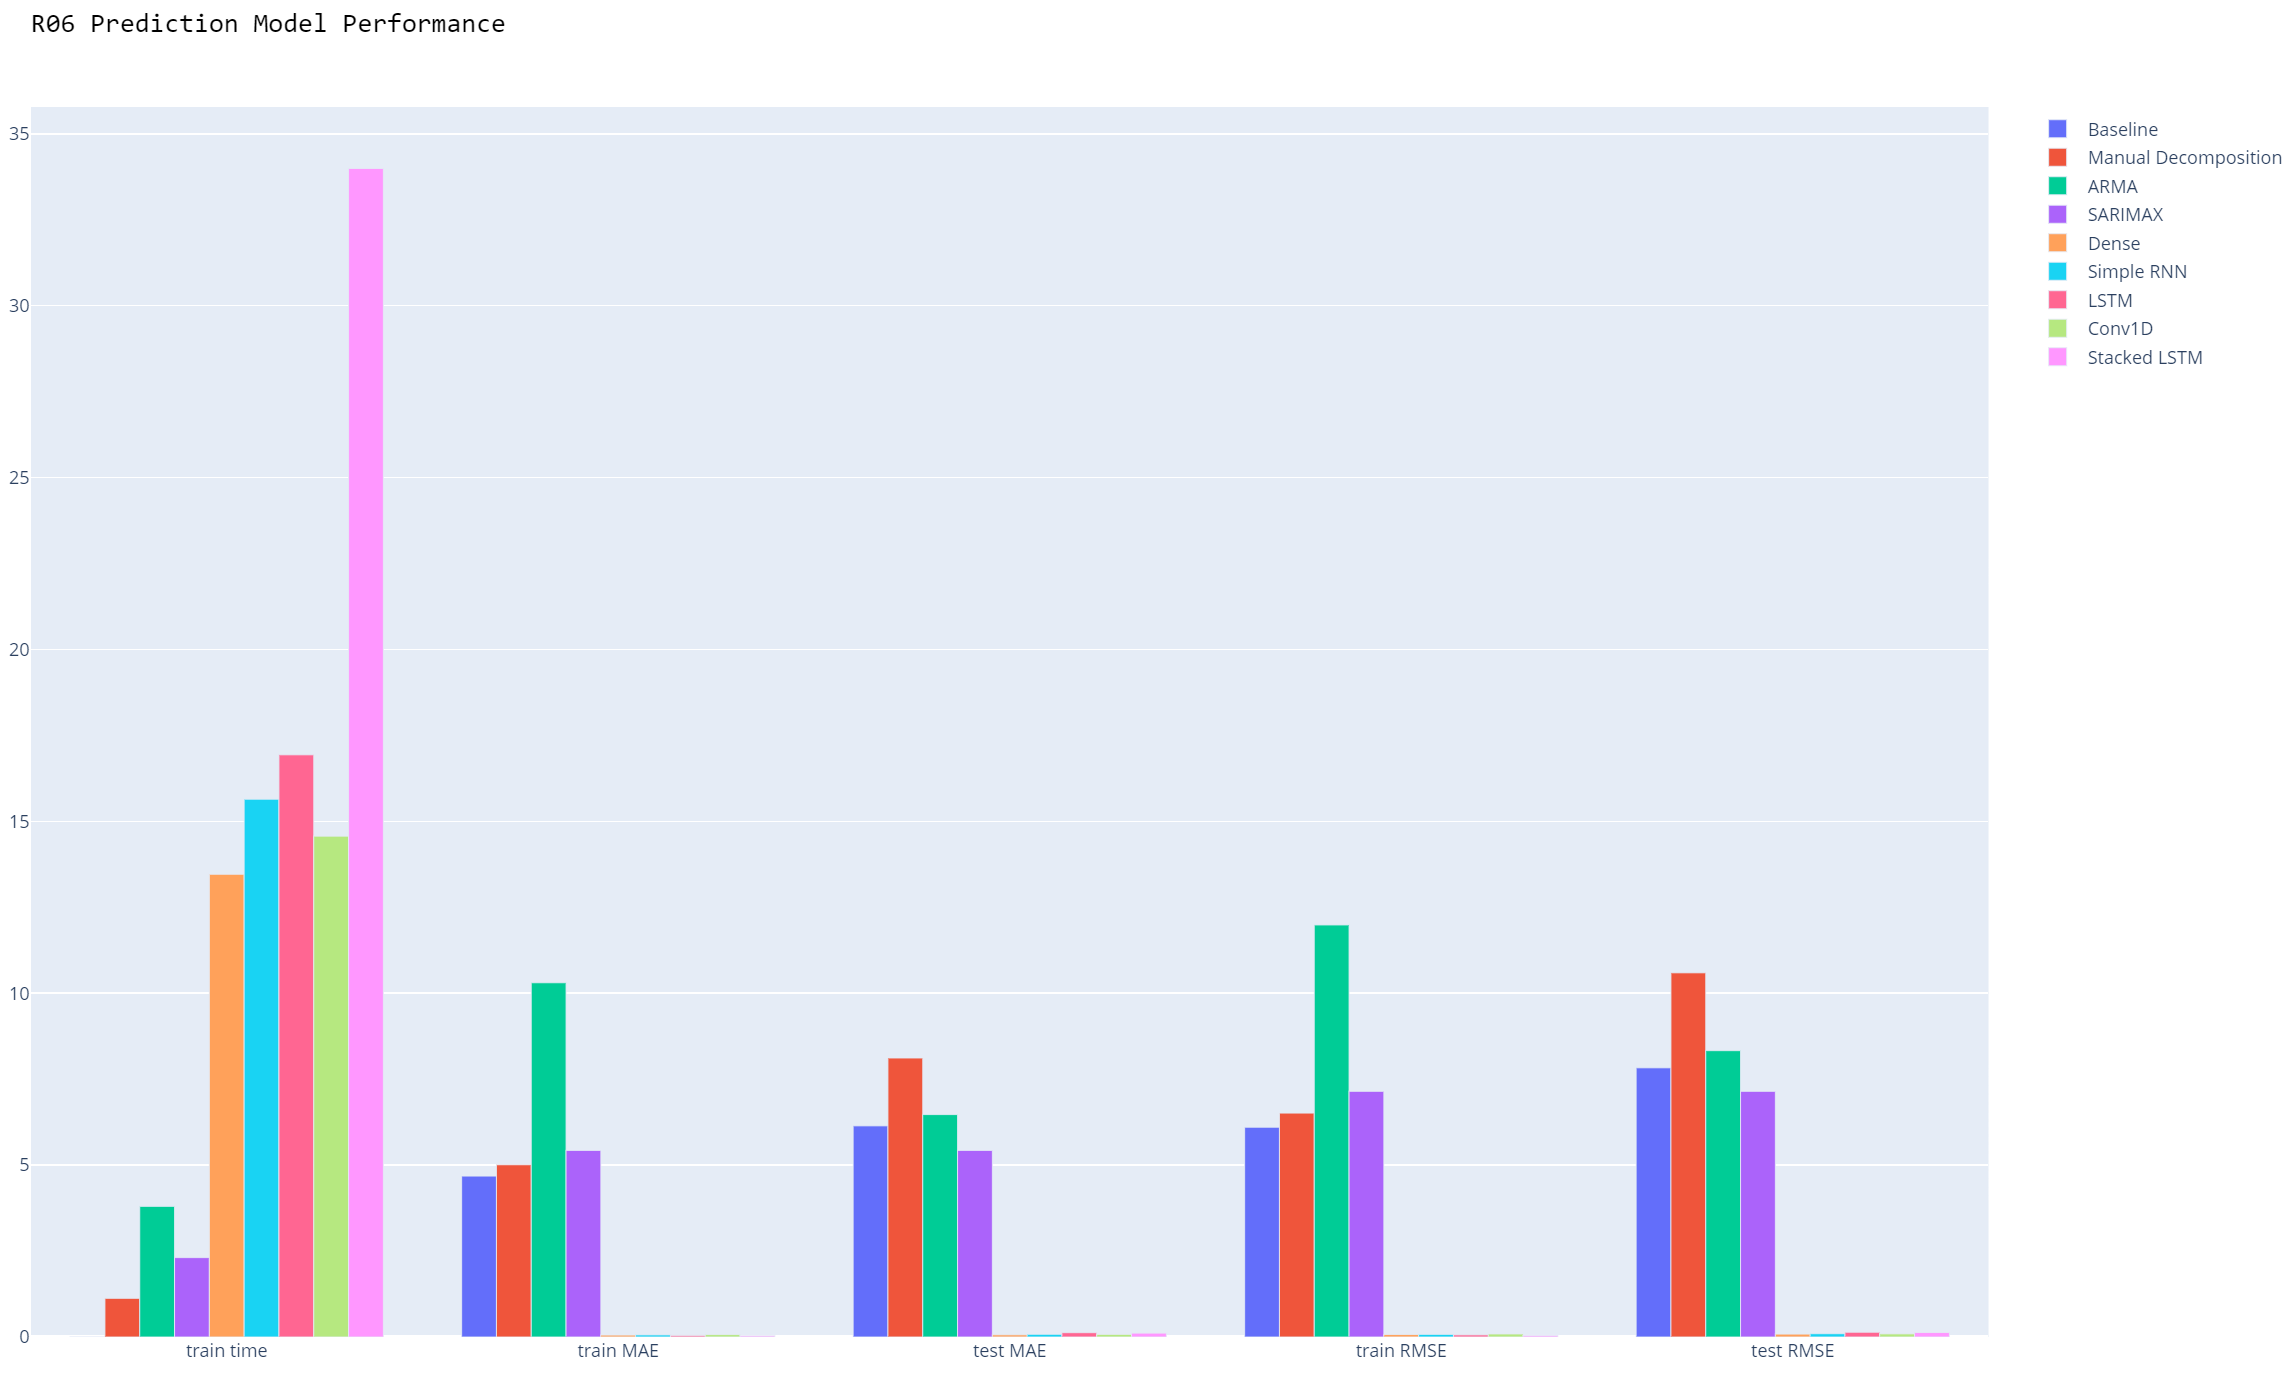 R06 Prediction Model Performance
35
30
25
20
15
10
5
0
train time
train MAE
test MAE
train RMSE
test RMSE
Baseline
Manual Decomposition
ARMA
SARIMAX
Dense
Simple RNN
LSTM
Conv1D
Stacked LSTM